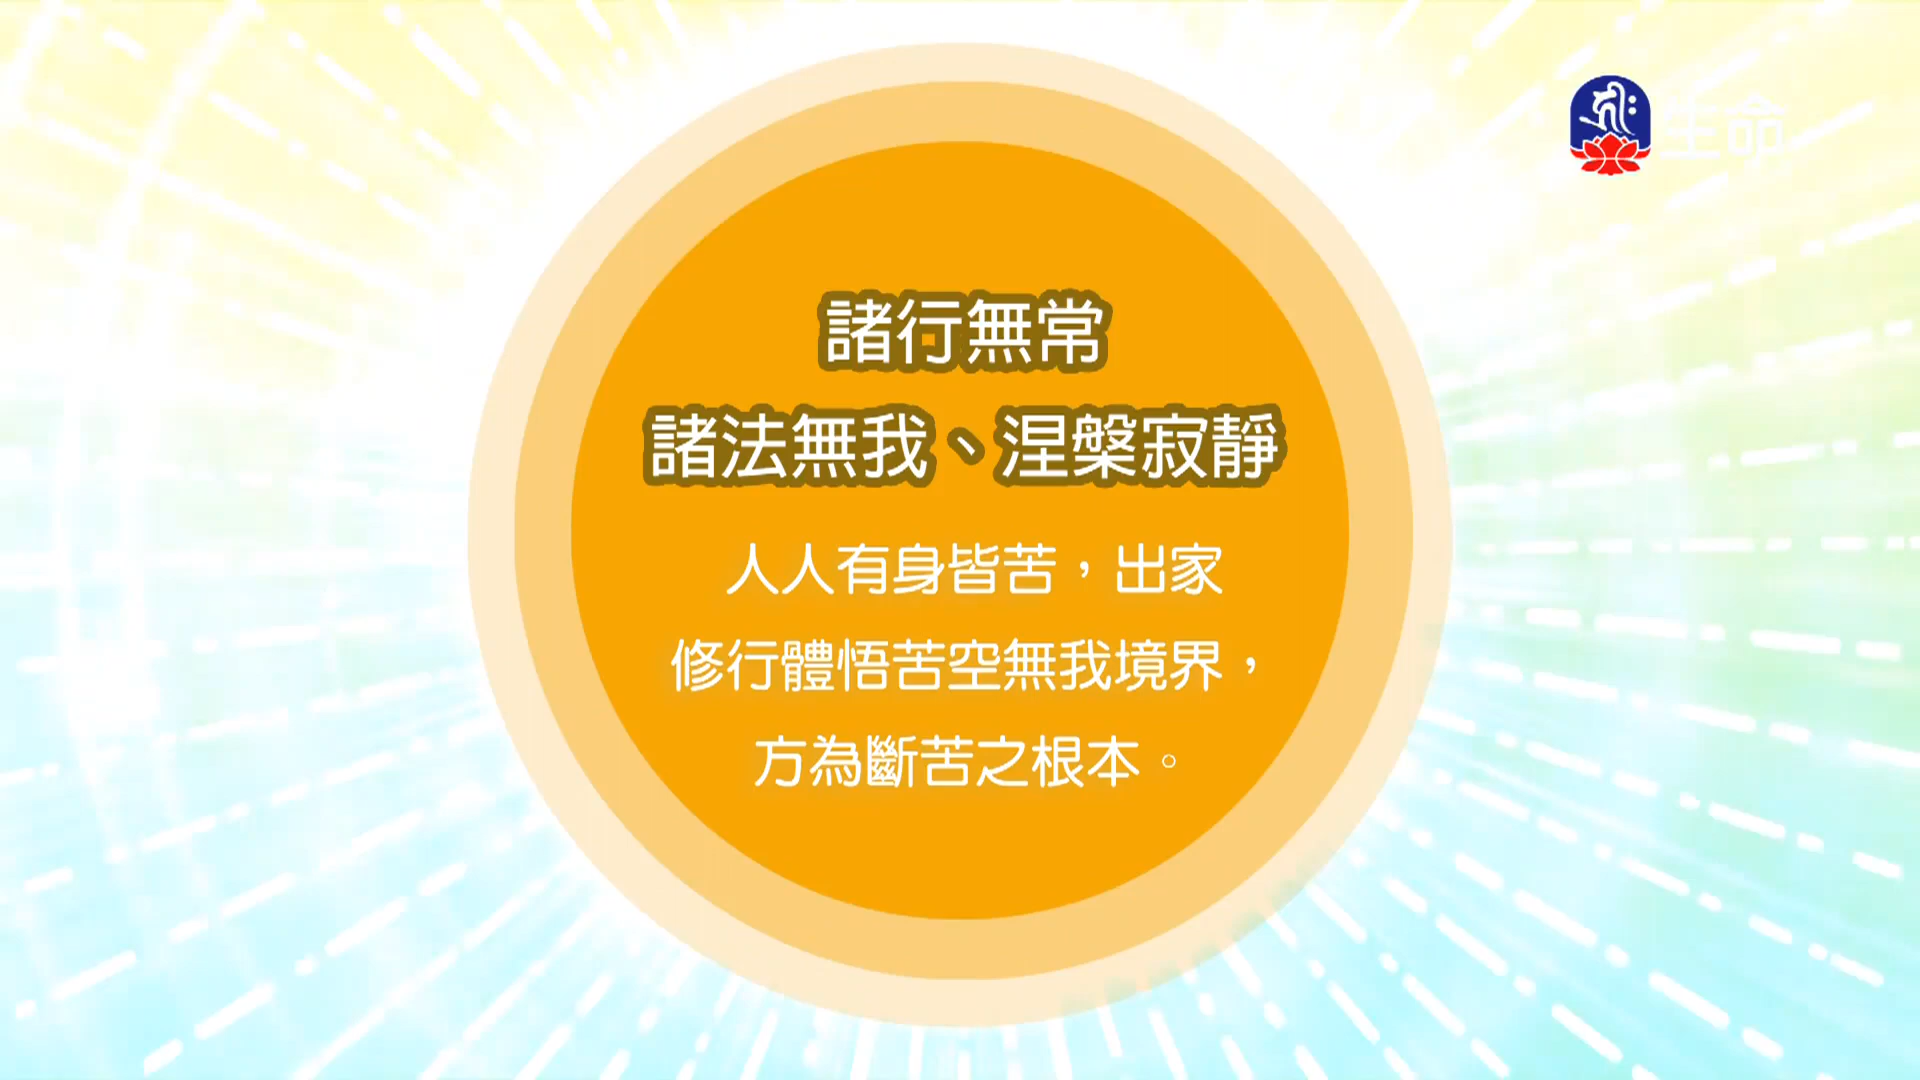 生命
諸行無常
諸法無我、涅槃寂靜
人人有身皆苦，出家
修行體悟苦空無我境界，
方為斷苦之根本。